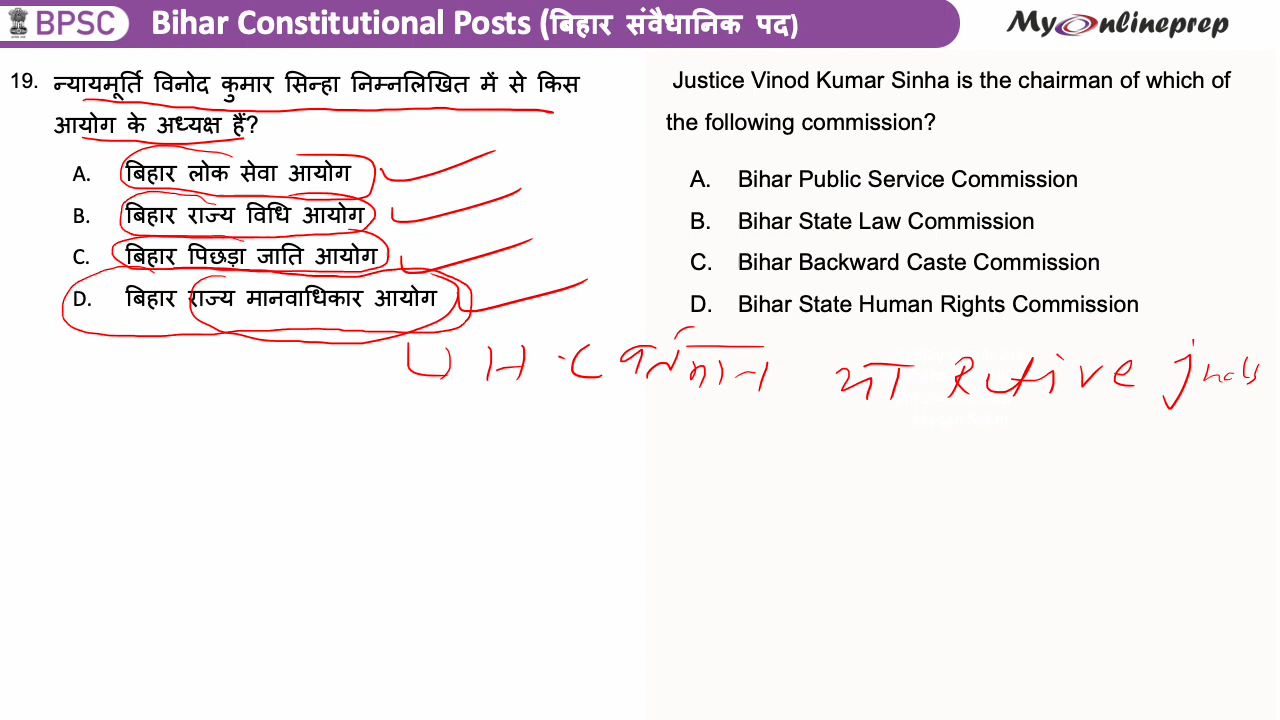 BPSC Bihar Constitutional Posts (बिहार संवैधानिक पद)
MyOnlineprep
19. न्यायमूर्ति विनोद कुमार सिन्हा निम्नलिखित में से किस
आयोग के अध्यक्ष हैं?
A. बिहार लोक सेवा आयोग
B. बिहार राज्य विधि आयोग
C. बिहार पिछड़ा जाति आयोग
D. बिहार राज्य मानवाधिकार आयोग
Justice Vinod Kumar Sinha is the chairman of which of
the following commission?
A. Bihar Public Service Commission
B. Bihar State Law Commission
C. Bihar Backward Caste Commission
D. Bihar State Human Rights Commission
H.C वर्तमान या